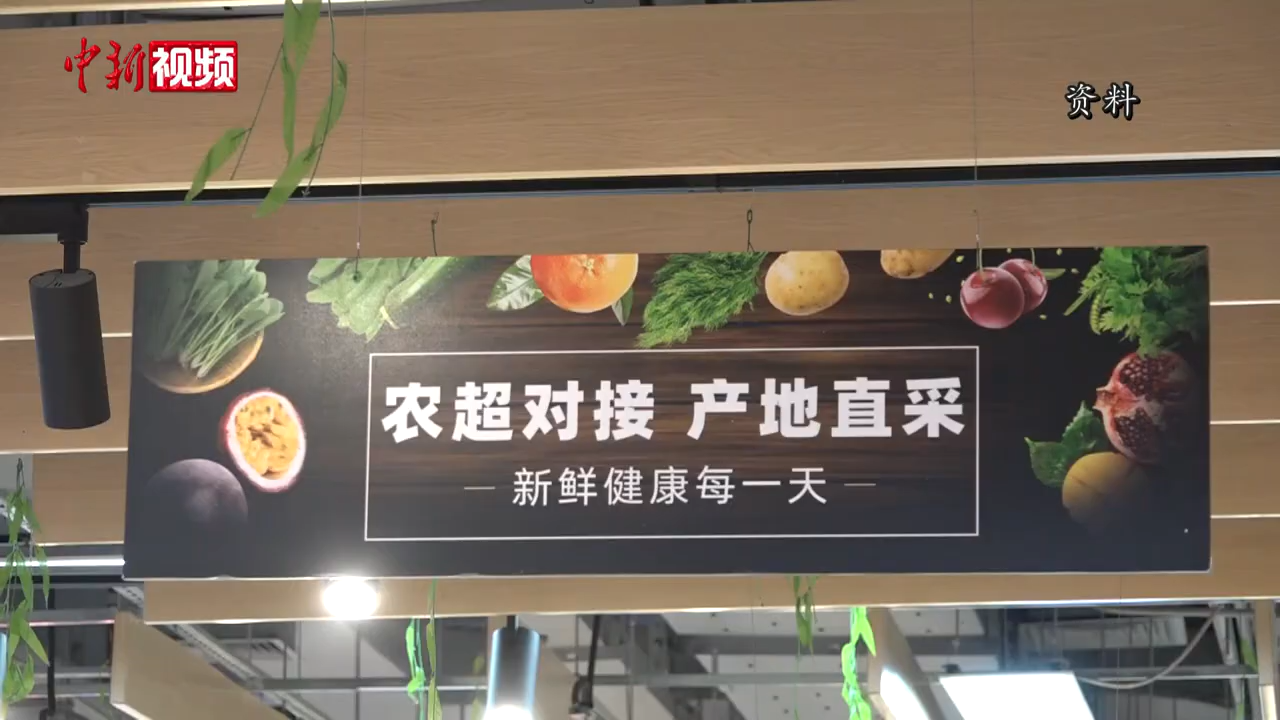 中新视频
资料
农超对接 产地直采
新鲜健康每一天